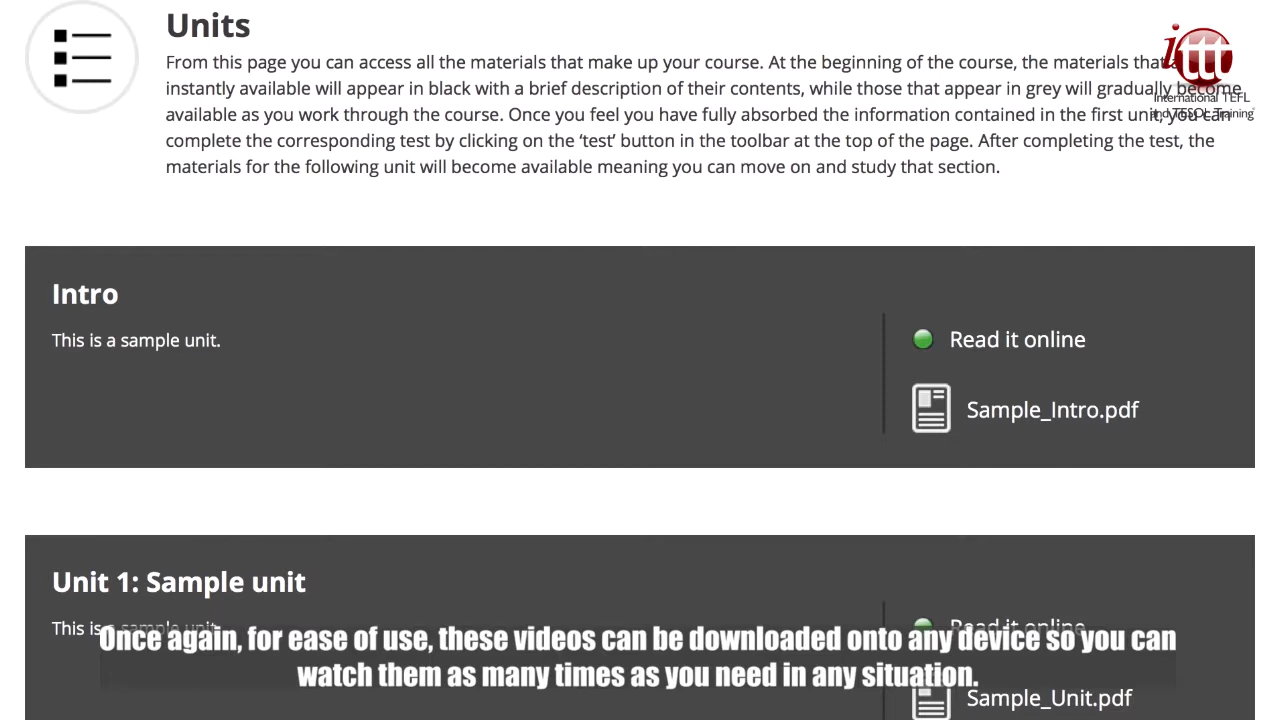 Units
From this page you can access all the materials that make up your course. At the beginning of the course, the materials that
instantly available will appear in black with a brief description of their contents, while those that appear in grey will gradually become
available as you work through the course. Once you feel you have fully absorbed the information contained in the first unit, you can
complete the corresponding test by clicking on the ‘test’ button in the toolbar at the top of the page. After completing the test, the
materials for the following unit will become available meaning you can move on and study that section.
ittt
International TEFL
and TESOL Training
Intro
This is a sample unit.
Read it online
Sample_Intro.pdf
Unit 1: Sample unit
This is a sample unit.
Read it online
Once again, for ease of use, these videos can be downloaded onto any device so you can
watch them as many times as you need in any situation.
Sample_Unit.pdf